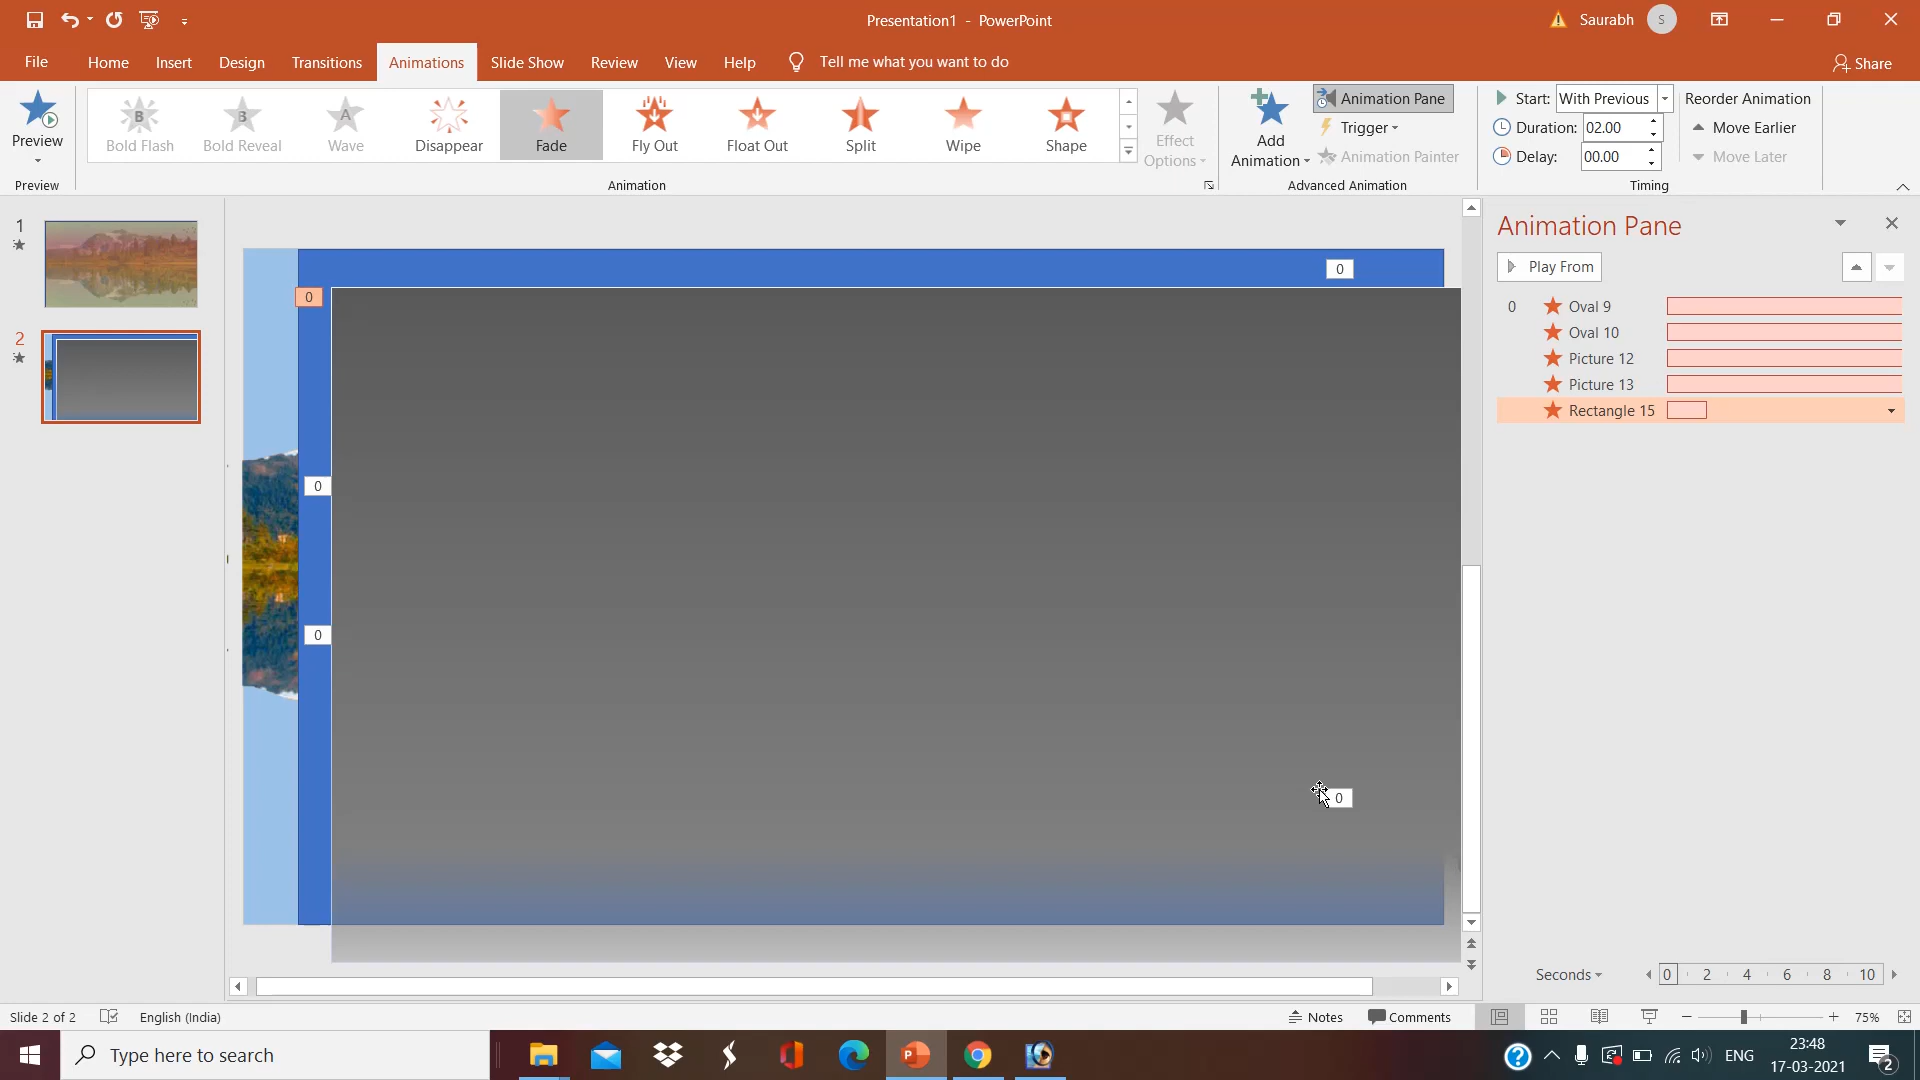 Presentation1 - PowerPoint
Saurabh
S
File
Home
Insert
Design
Transitions
Animations
Slide Show
Review
View
Help
Tell me what you want to do
Share
Preview
Bold Flash
Bold Reveal
Wave
Disappear
Fade
Fly Out
Float Out
Split
Wipe
Shape
Effect
Options
Add
Animation
Animation Pane
Trigger
Animation Painter
Start: With Previous
Duration: 02.00
Delay: 00.00
Reorder Animation
Move Earlier
Move Later
Preview
Animation
Advanced Animation
Timing
1
2
0
0
0
0
0
Animation Pane
Play From
0 Oval 9
Oval 10
Picture 12
Picture 13
Rectangle 15
Seconds
0 2 4 6 8 10
Slide 2 of 2
English (India)
Notes
Comments
75%
Type here to search
ENG
23:48
17-03-2021
2